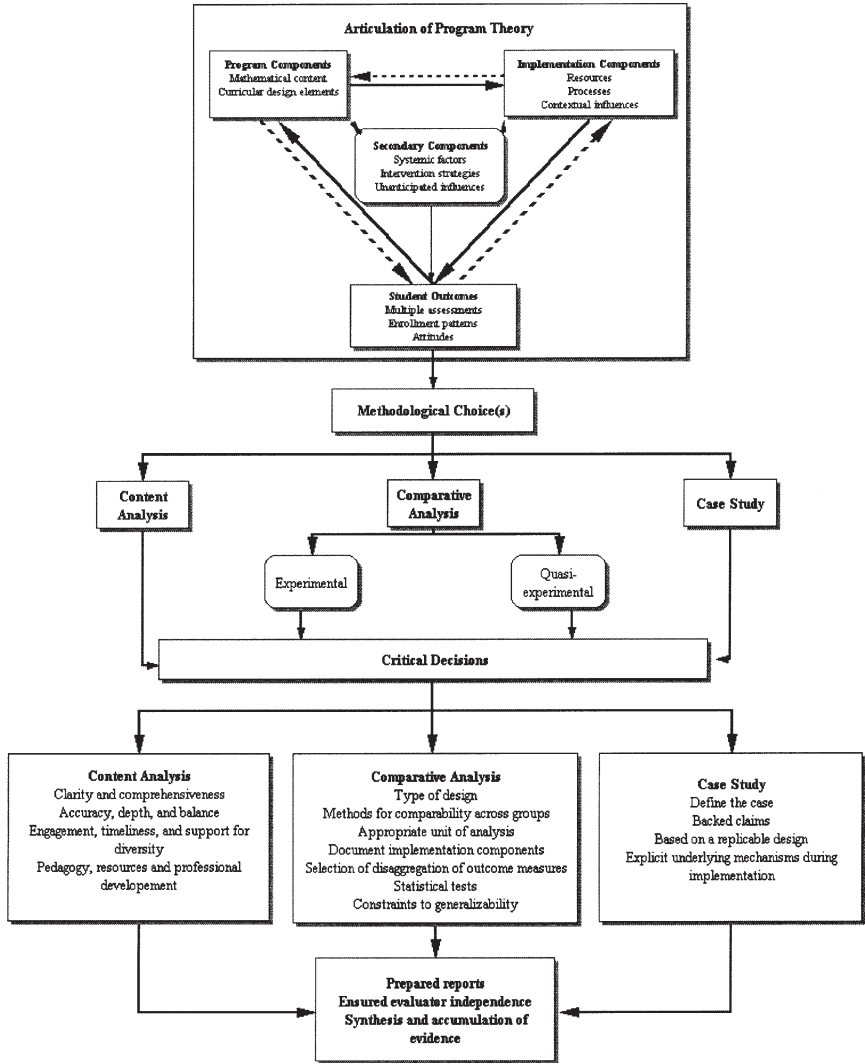 Articulation of Program Theory
Program Components
Mathematical content
Curricular design elements
Implementation Components
Resources
Processes
Contextual influences
Secondary Components
Systemic factors
Intervention strategies
Unanticipated influences
Student Outcomes
Multiple assessments
Enrollment patterns
Attitudes
Methodological Choice(s)
Content
Analysis
Comparative
Analysis
Case Study
Experimental
Quasi-
experimental
Critical Decisions
Content Analysis
Clarity and comprehensiveness
Accuracy, depth, and balance
Engagement, timeliness, and support for
diversity
Pedagogy, resources and professional
developement
Comparative Analysis
Type of design
Methods for comparability across groups
Appropriate unit of analysis
Document implementation components
Selection of disaggregation of outcome measures
Statistical tests
Constraints to generalizability
Case Study
Define the case
Backed claims
Based on a replicable design
Explicit underlying mechanisms during
implementation
Prepared reports
Ensured evaluator independence
Synthesis and accumulation of
evidence